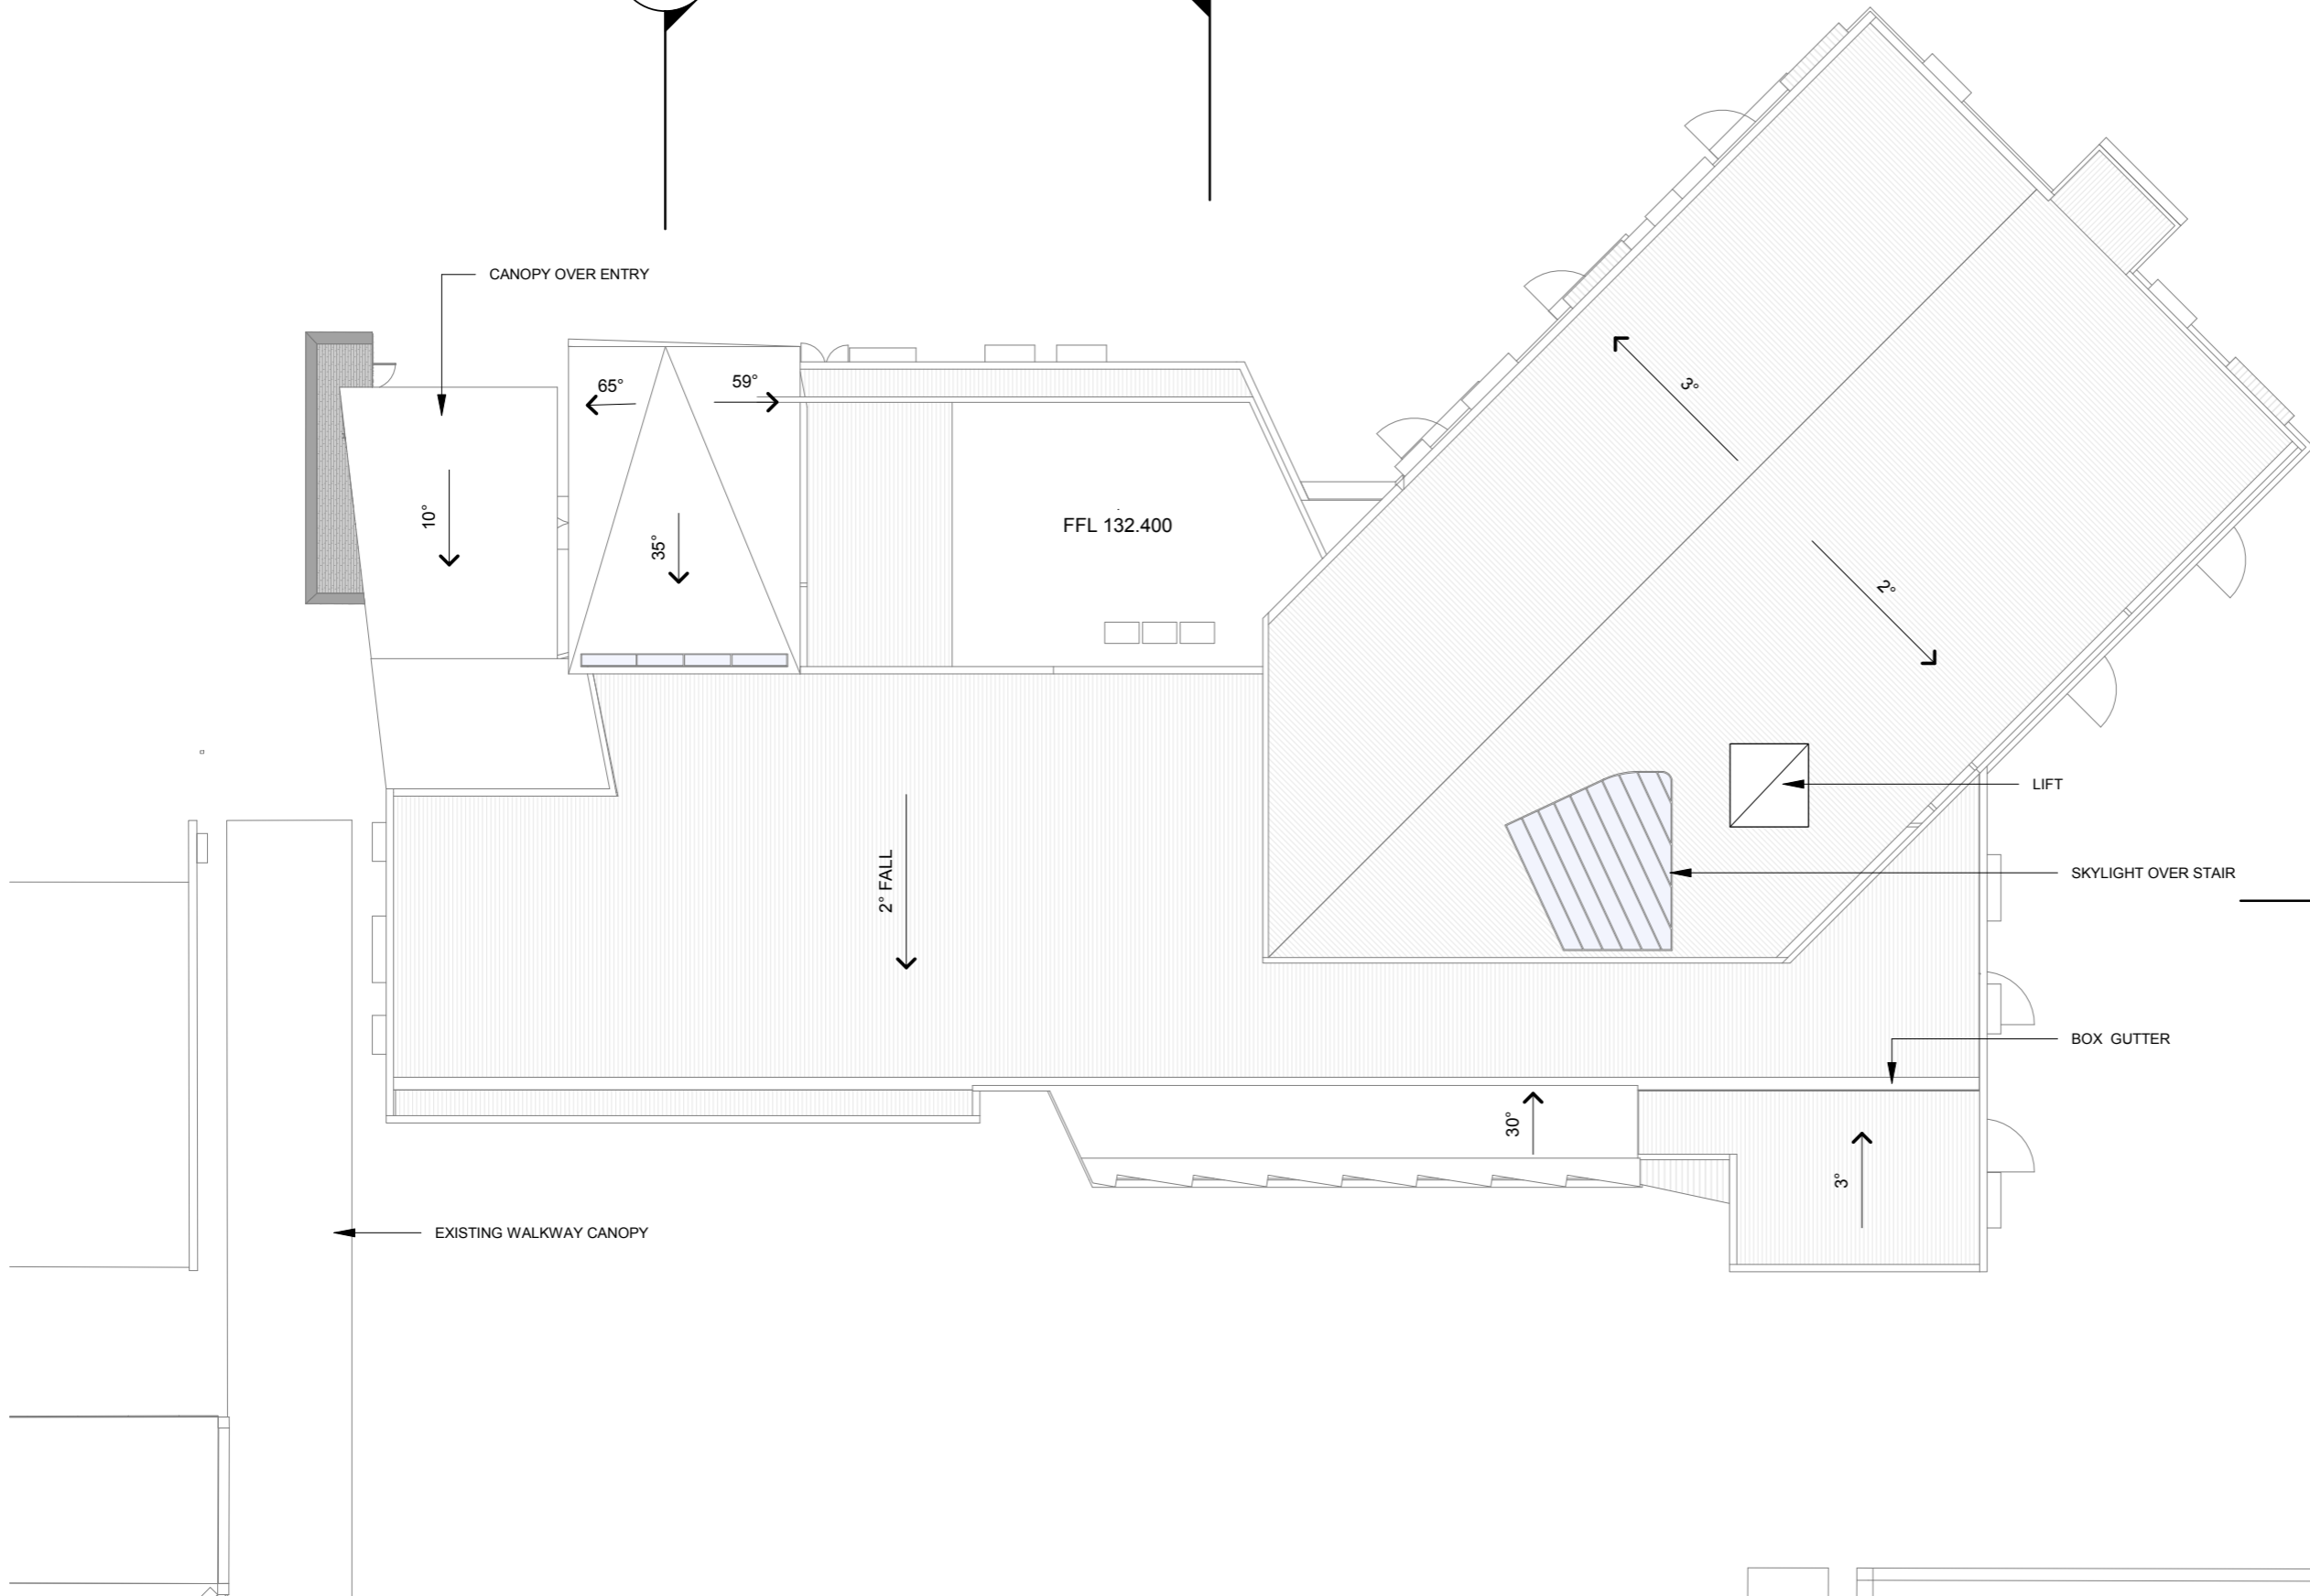 CANOPY OVER ENTRY
65°
59°
3°
10°
35°
FFL 132.400
2°
LIFT
2° FALL
SKYLIGHT OVER STAIR
BOX GUTTER
30°
3°
EXISTING WALKWAY CANOPY